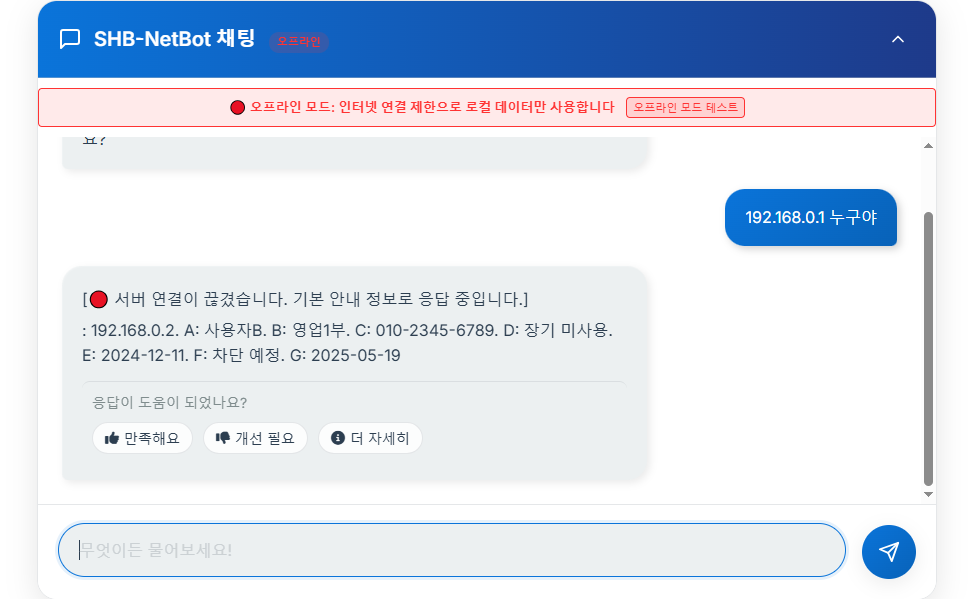 SHB-NetBot 채팅 오프라인
오프라인 모드: 인터넷 연결 제한으로 로컬 데이터만 사용합니다 오프라인 모드 테스트
요?
192.168.0.1 누구야
[🔴 서버 연결이 끊겼습니다. 기본 안내 정보로 응답 중입니다.]
: 192.168.0.2. A: 사용자B. B: 영업1부. C: 010-2345-6789. D: 장기 미사용.
E: 2024-12-11. F: 차단 예정. G: 2025-05-19
응답이 도움이 되었나요?
만족해요 개선 필요 더 자세히
무엇이든 물어보세요!